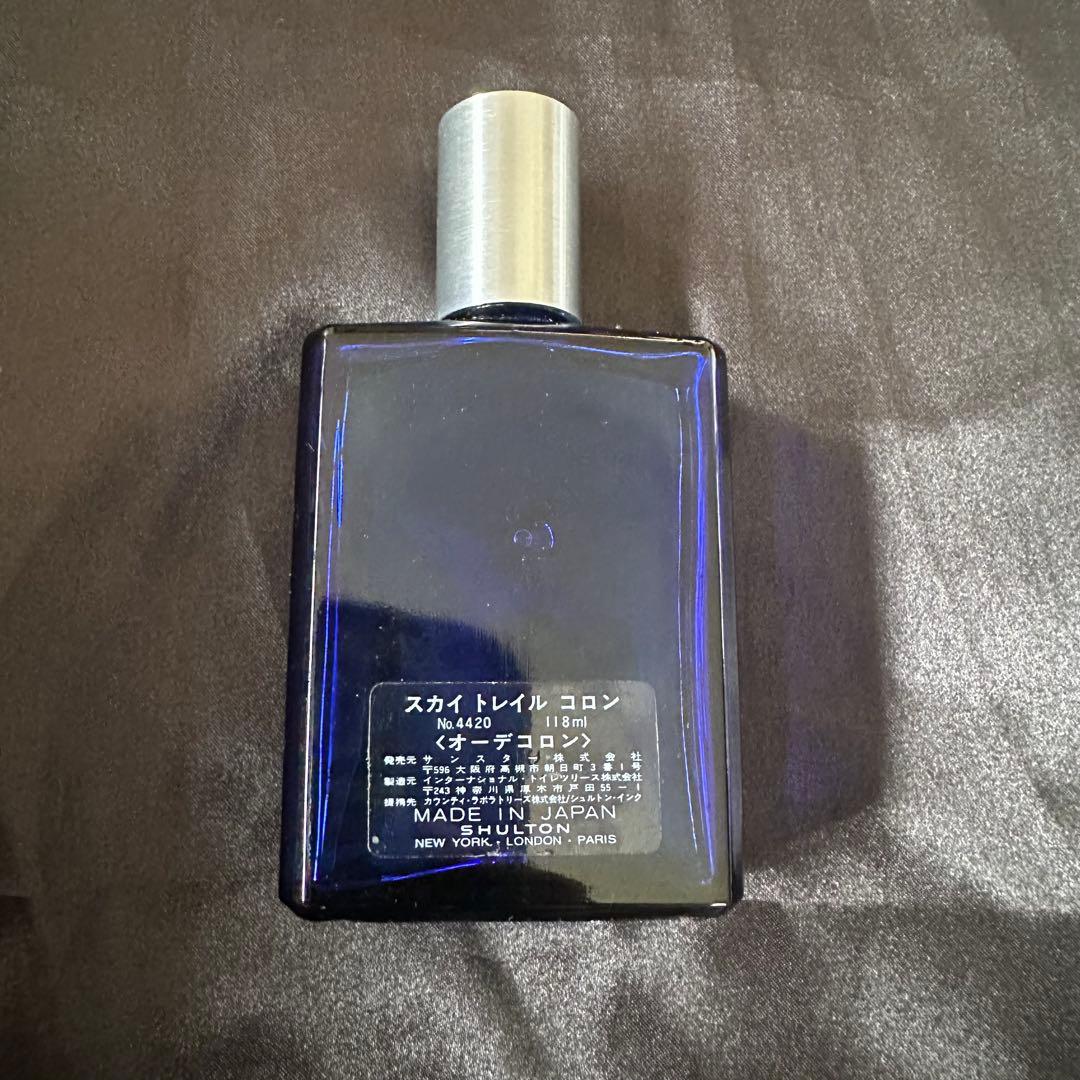 スカイ トレイル コロン
No.4420 118ml
〈オーデコロン〉
発売元 サンスター株式会社
〒596 大阪府高槻市朝日町3番1号
製造元 インターナショナル・トイレツリース株式会社
〒243 神奈川県厚木市戸田55-1
提携先 カウンティ・ラボラトリーズ株式会社/シュルトン・インク
MADE IN JAPAN
SHULTON
NEW YORK・LONDON・PARIS